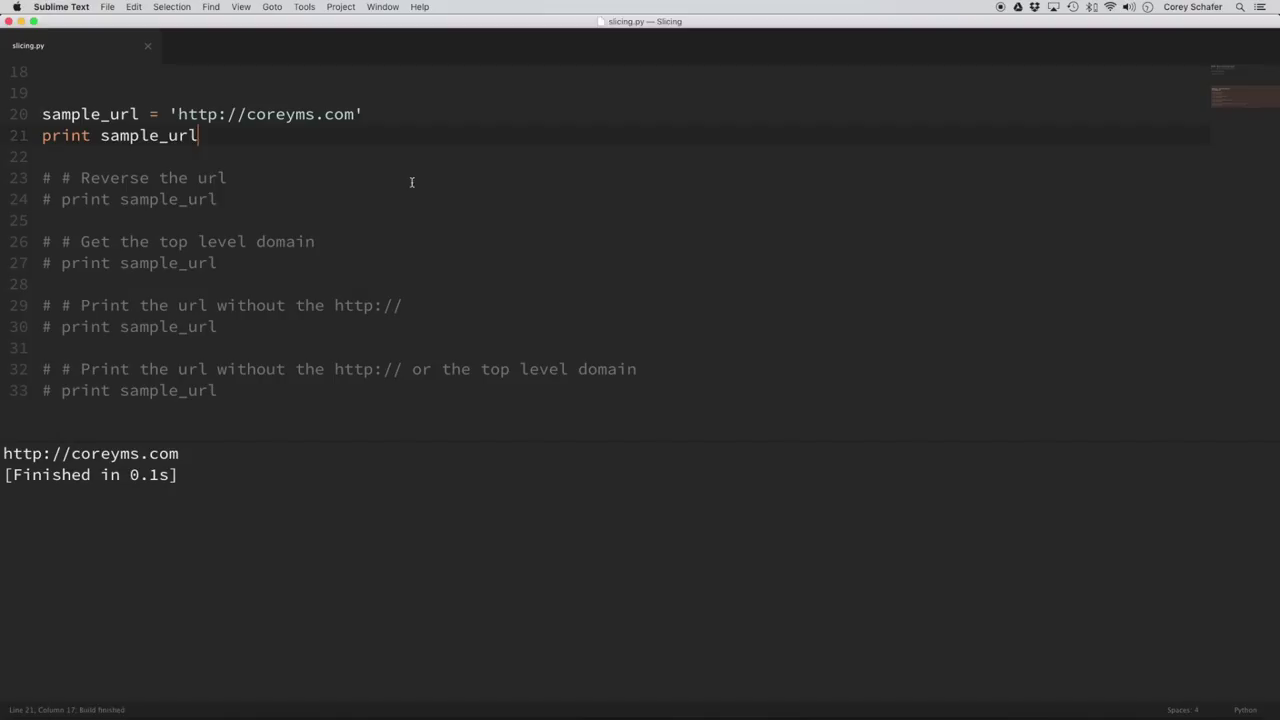 Sublime Text File Edit Selection Find View Goto Tools Project Window Help Corey Schafer
slicing.py — Slicing
slicing.py
18
19
20 sample_url = 'http://coreyms.com'
21 print sample_url
22
23 # # Reverse the url
24 # print sample_url
25
26 # # Get the top level domain
27 # print sample_url
28
29 # # Print the url without the http://
30 # print sample_url
31
32 # # Print the url without the http:// or the top level domain
33 # print sample_url
http://coreyms.com
[Finished in 0.1s]
Line 21, Column 17; Build finished Spaces: 4 Python